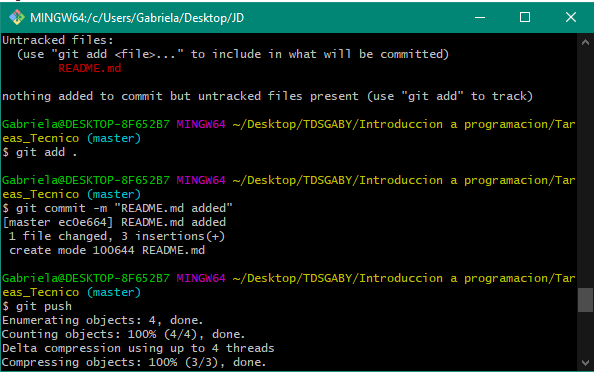 MINGW64:/c/Users/Gabriela/Desktop/JD
Untracked files:
  (use "git add <file>..." to include in what will be committed)
        README.md

nothing added to commit but untracked files present (use "git add" to track)

Gabriela@DESKTOP-8F652B7 MINGW64 ~/Desktop/TDSGABY/Introduccion a programacion/Tar
eas_Tecnico (master)
$ git add .

Gabriela@DESKTOP-8F652B7 MINGW64 ~/Desktop/TDSGABY/Introduccion a programacion/Tar
eas_Tecnico (master)
$ git commit -m "README.md added"
[master ec0e664] README.md added
 1 file changed, 3 insertions(+)
 create mode 100644 README.md

Gabriela@DESKTOP-8F652B7 MINGW64 ~/Desktop/TDSGABY/Introduccion a programacion/Tar
eas_Tecnico (master)
$ git push
Enumerating objects: 4, done.
Counting objects: 100% (4/4), done.
Delta compression using up to 4 threads
Compressing objects: 100% (3/3), done.